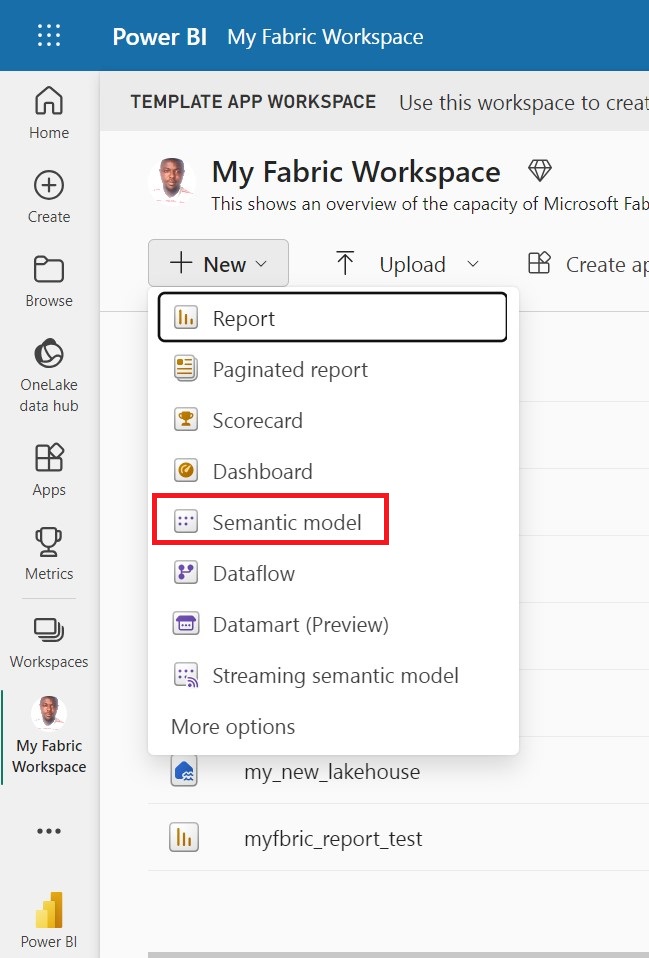 Power BI My Fabric Workspace
Home
Create
Browse
OneLake
data hub
Apps
Metrics
Workspaces
My Fabric
Workspace
Power BI
TEMPLATE APP WORKSPACE Use this workspace to creat
My Fabric Workspace
This shows an overview of the capacity of Microsoft Fab
New Upload Create ap
Report
Paginated report
Scorecard
Dashboard
Semantic model
Dataflow
Datamart (Preview)
Streaming semantic model
More options
my_new_lakehouse
myfbric_report_test